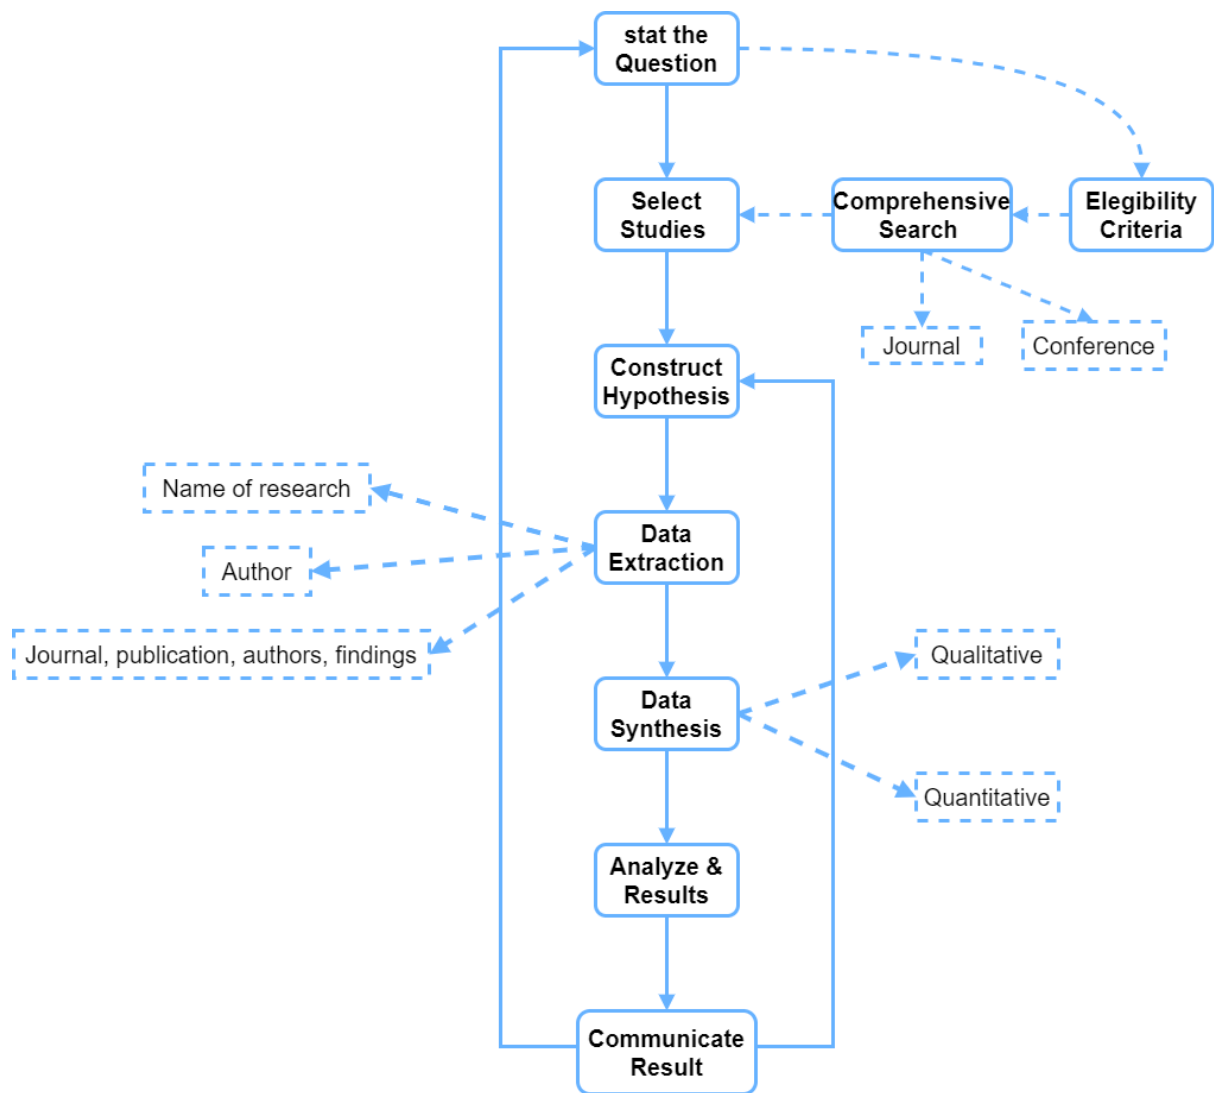 stat the
Question
Select
Studies
Comprehensive
Search
Elegibility
Criteria
Journal
Conference
Construct
Hypothesis
Name of research
Data
Extraction
Author
Journal, publication, authors, findings
Qualitative
Data
Synthesis
Quantitative
Analyze &
Results
Communicate
Result